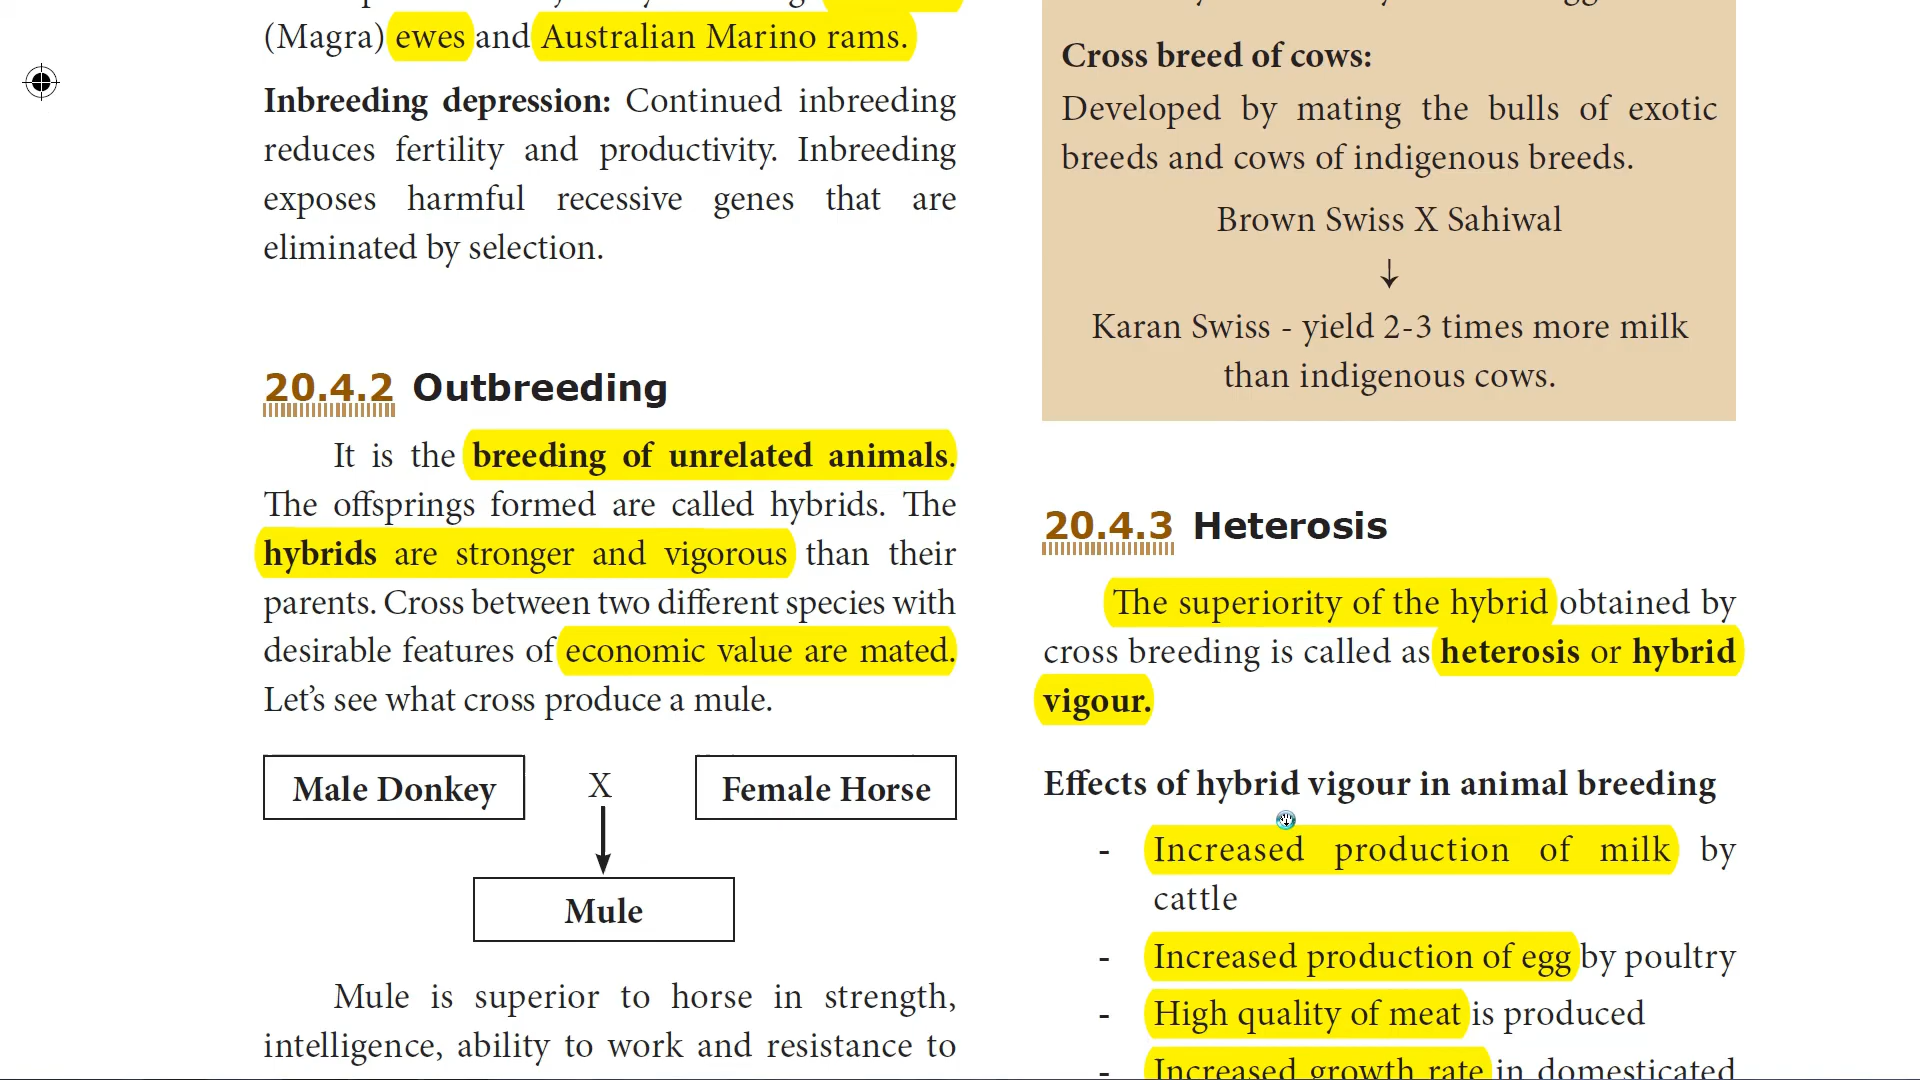 (Magra) ewes and Australian Marino rams.
Inbreeding depression: Continued inbreeding
reduces fertility and productivity. Inbreeding
exposes harmful recessive genes that are
eliminated by selection.
20.4.2 Outbreeding
It is the breeding of unrelated animals.
The offsprings formed are called hybrids. The
hybrids are stronger and vigorous than their
parents. Cross between two different species with
desirable features of economic value are mated.
Let’s see what cross produce a mule.
Male Donkey X Female Horse
Mule
Mule is superior to horse in strength,
intelligence, ability to work and resistance to
Cross breed of cows:
Developed by mating the bulls of exotic
breeds and cows of indigenous breeds.
Brown Swiss X Sahiwal
↓
Karan Swiss - yield 2-3 times more milk
than indigenous cows.
20.4.3 Heterosis
The superiority of the hybrid obtained by
cross breeding is called as heterosis or hybrid
vigour.
Effects of hybrid vigour in animal breeding
- Increased production of milk by
cattle
- Increased production of egg by poultry
- High quality of meat is produced
- Increased growth rate in domesticated